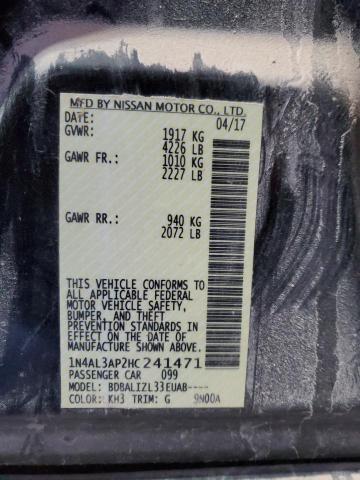 MFD BY NISSAN MOTOR CO., LTD.
DATE: 04/17
GVWR: 1917 KG
4226 LB
GAWR FR.: 1010 KG
2227 LB
GAWR RR.: 940 KG
2072 LB
THIS VEHICLE CONFORMS TO
ALL APPLICABLE FEDERAL
MOTOR VEHICLE SAFETY,
BUMPER, AND THEFT
PREVENTION STANDARDS
IN EFFECT ON THE DATE OF
MANUFACTURE SHOWN ABOVE.
1N4AL3AP2HC241471
PASSENGER CAR 099
MODEL: BDBALIZL33EUAB----
COLOR: KH3 TRIM: G 9N00A